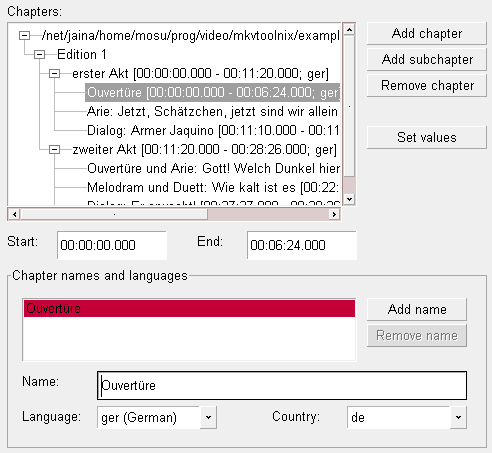 Chapters:
/net/jaina/home/mosu/prog/video/mkvtoolnix/exampl
Edition 1
erster Akt [00:00:00.000 - 00:11:20.000; ger]
Ouvertüre [00:00:00.000 - 00:06:24.000; ger]
Arie: Jetzt, Schätzchen, jetzt sind wir allein
Dialog: Armer Jaquino [00:11:10.000 - 00:11
zweiter Akt [00:11:20.000 - 00:28:26.000; ger]
Ouvertüre und Arie: Gott! Welch Dunkel hier
Melodram und Duett: Wie kalt ist es [00:22:
Dialog: Er erwacht!
Add chapter
Add subchapter
Remove chapter
Set values
Start: 00:00:00.000 End: 00:06:24.000
Chapter names and languages
Ouvertüre
Add name
Remove name
Name: Ouvertüre
Language: ger (German) Country: de